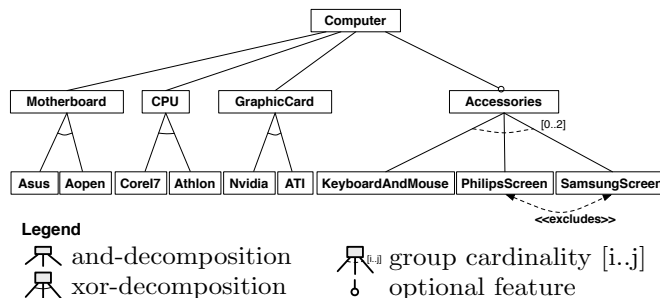 Computer
Motherboard CPU GraphicCard Accessories
[0..2]
Asus Aopen CoreI7 Athlon Nvidia ATI KeyboardAndMouse PhilipsScreen SamsungScreen
<<excludes>>
Legend
and-decomposition [i..j] group cardinality [i..j]
xor-decomposition optional feature